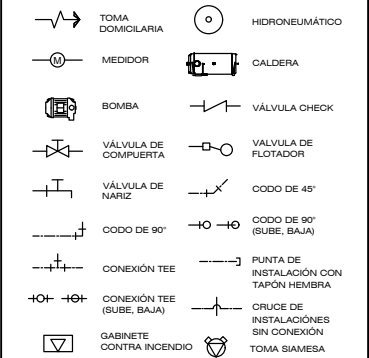 TOMA
DOMICILARIA
HIDRONEUMÁTICO
M
MEDIDOR
CALDERA
BOMBA
VÁLVULA CHECK
VÁLVULA DE
COMPUERTA
VALVULA DE
FLOTADOR
VÁLVULA DE
NARIZ
CODO DE 45°
CODO DE 90°
CODO DE 90°
(SUBE, BAJA)
CONEXIÓN TEE
PUNTA DE
INSTALACIÓN CON
TAPÓN HEMBRA
CONEXIÓN TEE
(SUBE, BAJA)
CRUCE DE
INSTALACIÓNES
SIN CONEXIÓN
GABINETE
CONTRA INCENDIO
TOMA SIAMESA